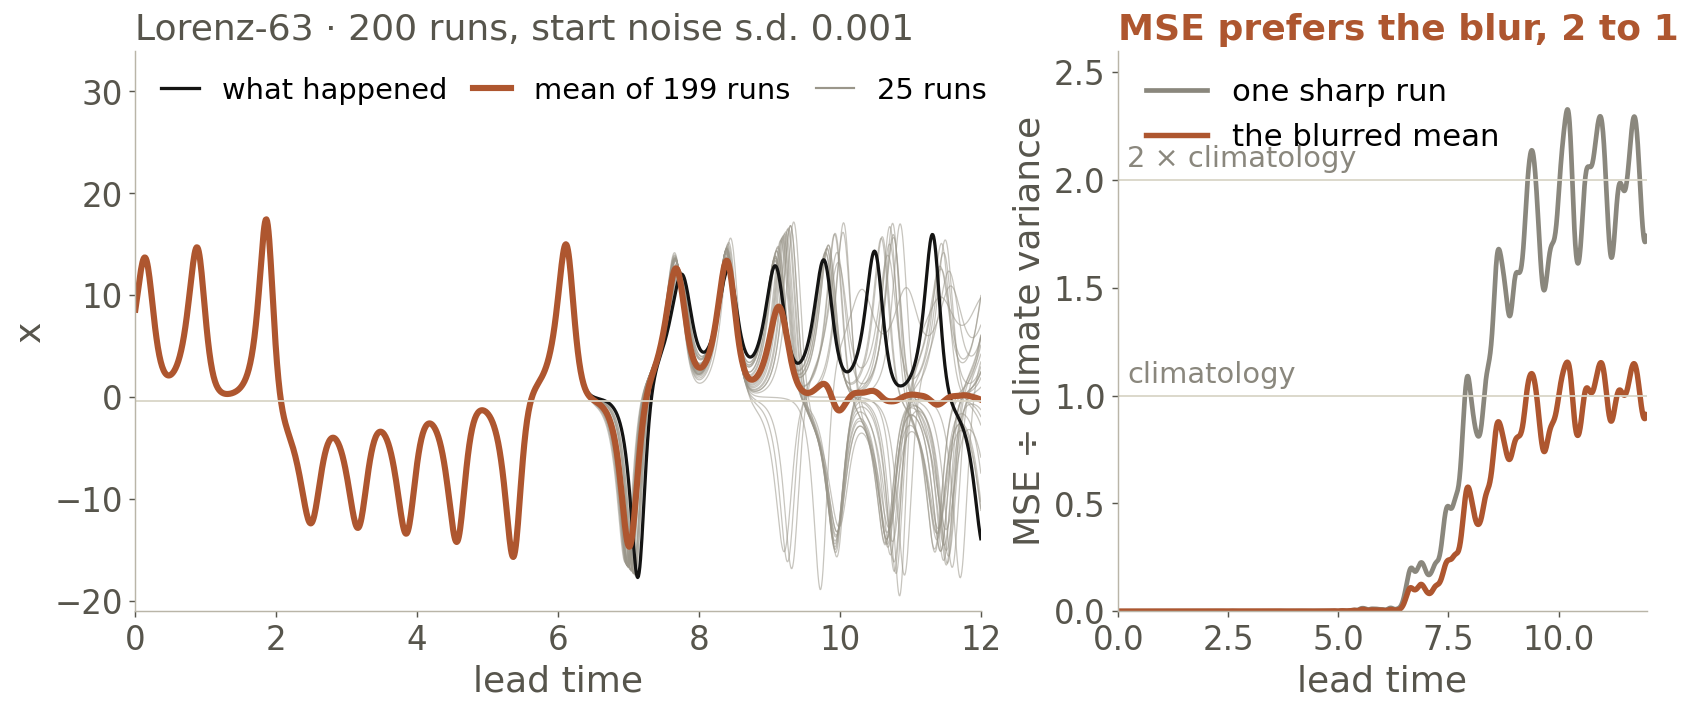 Lorenz-63 · 200 runs, start noise s.d. 0.001
what happened
mean of 199 runs
25 runs
x
30
20
10
0
−10
−20
0
2
4
6
8
10
12
lead time
MSE prefers the blur, 2 to 1
one sharp run
the blurred mean
2 × climatology
climatology
MSE ÷ climate variance
2.5
2.0
1.5
1.0
0.5
0.0
0.0
2.5
5.0
7.5
10.0
lead time